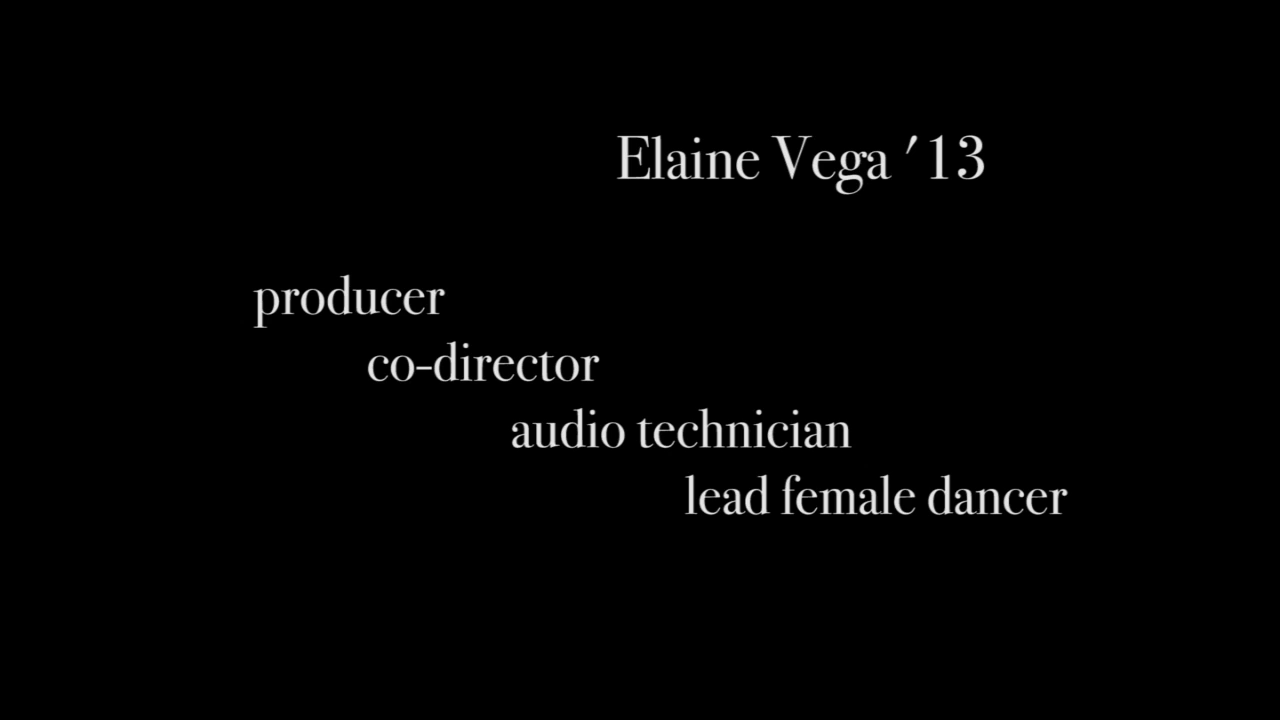 Elaine Vega '13
producer
co-director
audio technician
lead female dancer